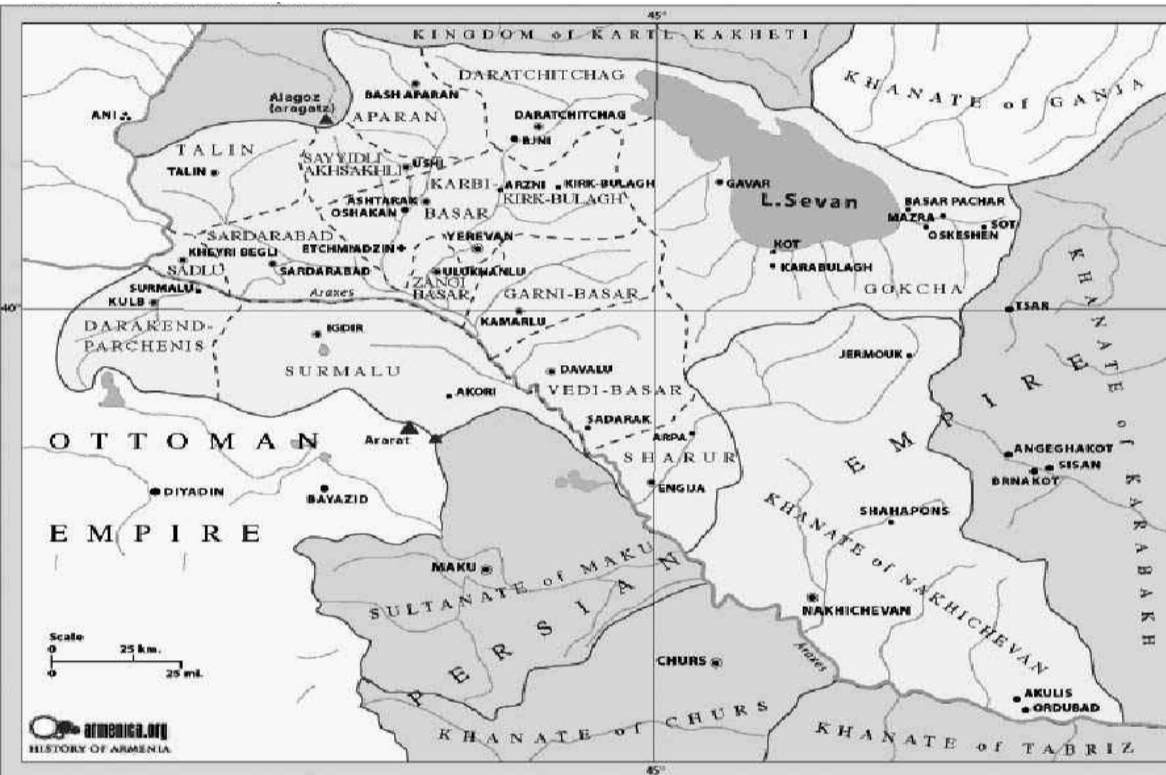 45°
KINGDOM of KARTL KAKHETI
DARATCHITCHAG
KHANATE of GANJA
BASH APARAN
Alagoz
(aragatz)
ANI
APARAN
DARATCHITCHAG
BJNI
TALIN
SAYYIDLI
AKHSAKHLI
USHI
TALIN
KARBI
ARZNI
KIRK-BULAGH
GAVAR
KIRK-BULAGH
ASHTARAK
OSHAKAN
BASAR
L.Sevan
BASAR PACHAR
MAZRA
SOT
OSKESHEN
SARDARABAD
ETCHMIADZIN
YEREVAN
KOT
KHEYRI BEGLI
SADLU
SARDARABAD
ULUKHANLU
KARABULAGH
ZANGI
BASAR
SURMALU
KULB
Araxes
GARNI-BASAR
GOKCHA
40°
KAMARLU
TSAR
DARAKEND-
PARCHENIS
IGDIR
JERMOUK
SURMALU
DAVALU
VEDI-BASAR
AKORI
SADARAK
ARPA
Ararat
OTTOMAN
EMPIRE
SHARUR
ANGEGHAKOT
SISAN
BRNAKOT
DIYADIN
BAYAZID
ENGIJA
SHAHAPONS
KHANATE of KARABAKH
MAKU
SULTANATE of MAKU
PERSIAN EMPIRE
KHANATE of NAKHICHEVAN
NAKHICHEVAN
Scale
0 25 km.
0 25 mi.
CHURS
Araxes
AKULIS
ORDUBAD
KHANATE of CHURS
KHANATE of TABRIZ
armenica.org
HISTORY OF ARMENIA
45°